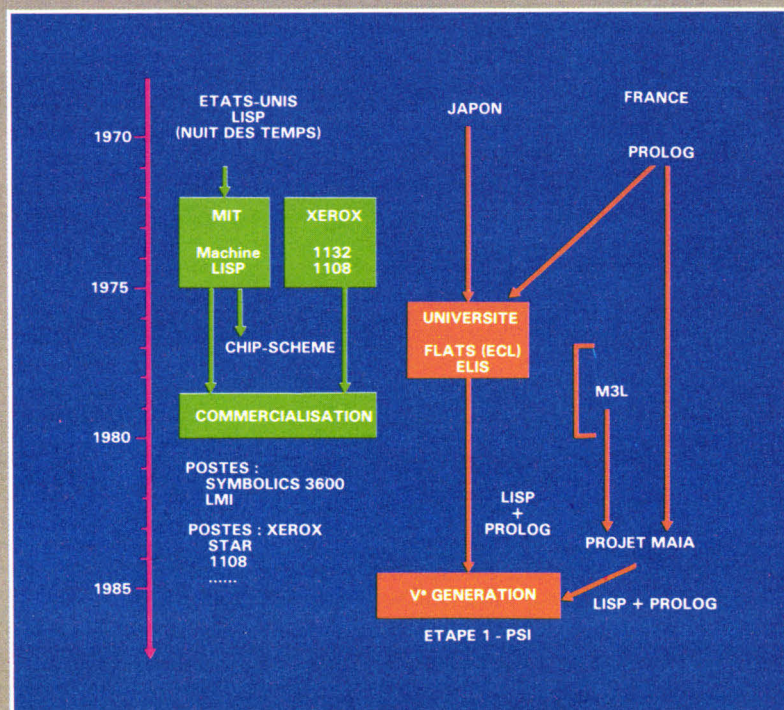 1970
1975
1980
1985
ETATS-UNIS
LISP
(NUIT DES TEMPS)
MIT
Machine
LISP
XEROX
1132
1108
CHIP-SCHEME
COMMERCIALISATION
POSTES :
SYMBOLICS 3600
LMI
POSTES : XEROX
STAR
1108
......
JAPON
UNIVERSITE
FLATS (ECL)
ELIS
LISP
+
PROLOG
V* GENERATION
ETAPE 1 - PSI
FRANCE
PROLOG
M3L
PROJET MAIA
LISP + PROLOG